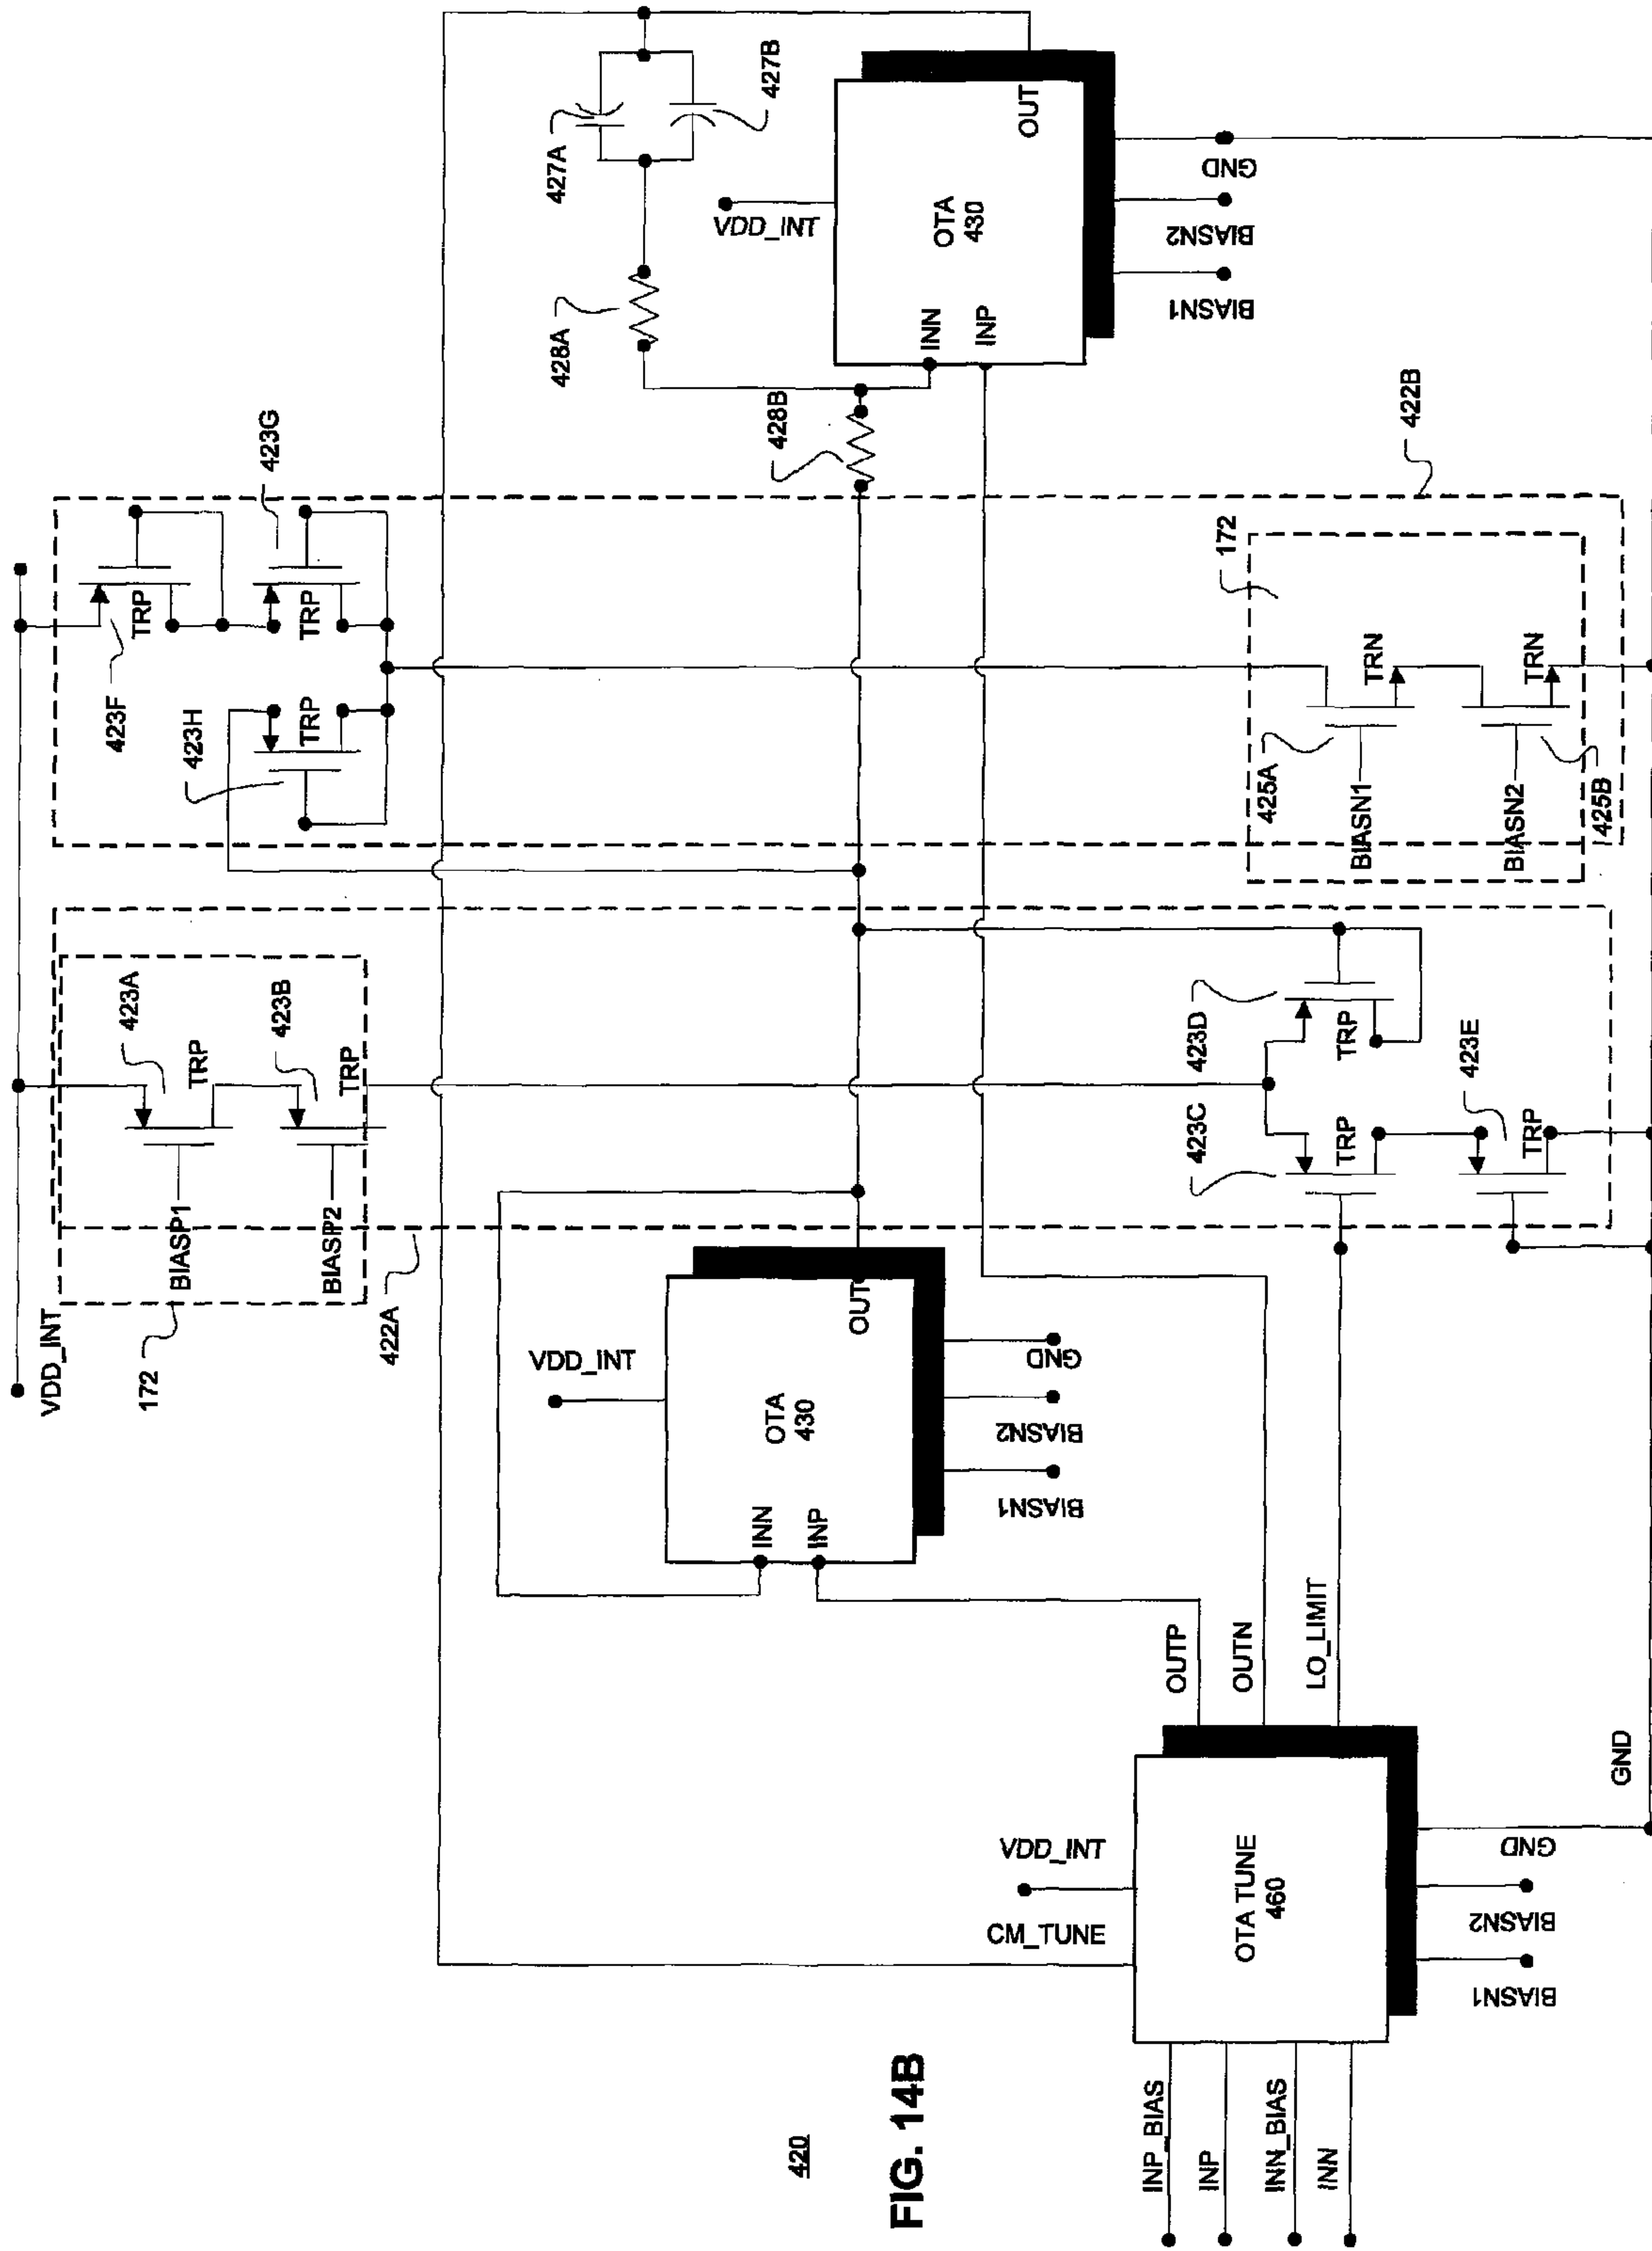 VDD_INT
172
BIASP1
BIASP2
422A
423A
TRP
423B
TRP
423F
TRP
423G
TRP
423H
TRP
427A
427B
428A
428B
VDD_INT
OTA
430
INN
INP
OUT
BIASN1
BIASN2
GND
VDD_INT
OTA
430
INN
INP
OUT
BIASN1
BIASN2
GND
422B
172
425A
TRN
BIASN1
425B
TRN
BIASN2
423C
TRP
423D
TRP
423E
TRP
OUTP
OUTN
LO_LIMIT
GND
VDD_INT
CM_TUNE
OTA TUNE
460
BIASN1
BIASN2
GND
INP_BIAS
INP
INN_BIAS
INN
420
FIG. 14B